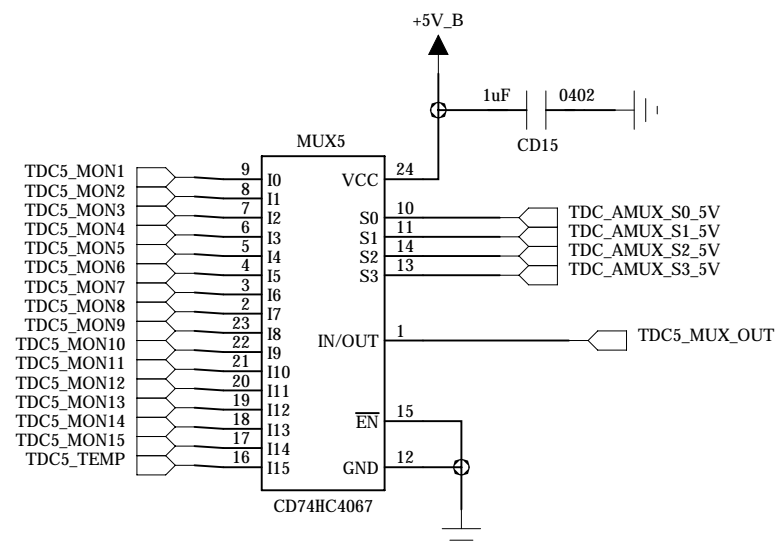 +5V_B
1uF 0402
CD15
MUX5
TDC5_MON1 9 I0 VCC 24
TDC5_MON2 8 I1
TDC5_MON3 7 I2 S0 10 TDC_AMUX_S0_5V
TDC5_MON4 6 I3 S1 11 TDC_AMUX_S1_5V
TDC5_MON5 5 I4 S2 14 TDC_AMUX_S2_5V
TDC5_MON6 4 I5 S3 13 TDC_AMUX_S3_5V
TDC5_MON7 3 I6
TDC5_MON8 2 I7
TDC5_MON9 23 I8
TDC5_MON10 22 I9 IN/OUT 1 TDC5_MUX_OUT
TDC5_MON11 21 I10
TDC5_MON12 20 I11
TDC5_MON13 19 I12
TDC5_MON14 18 I13 EN 15
TDC5_MON15 17 I14
TDC5_TEMP 16 I15 GND 12
CD74HC4067